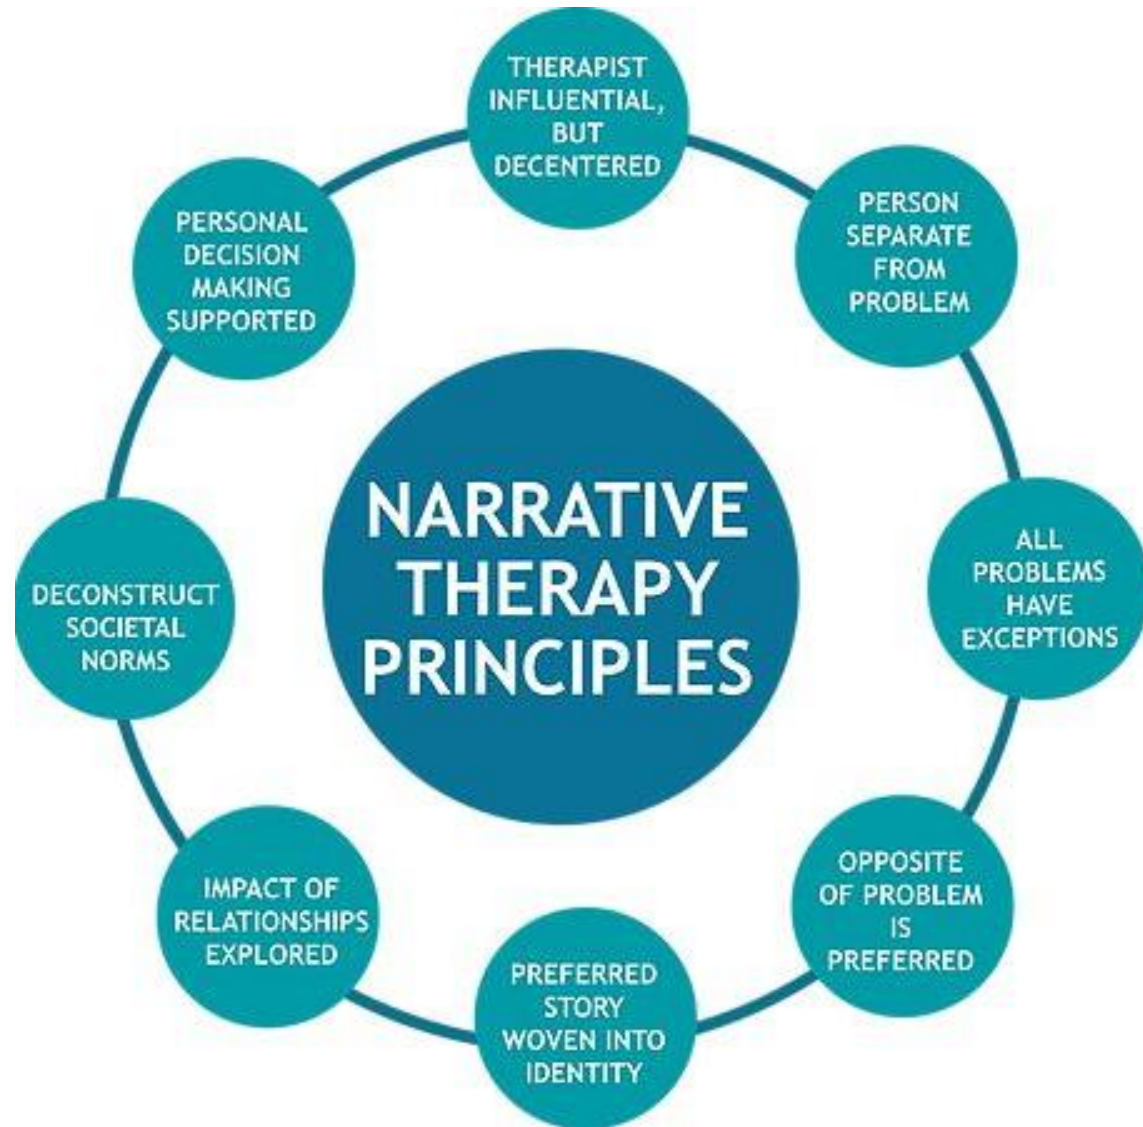 NARRATIVE
THERAPY
PRINCIPLES
THERAPIST
INFLUENTIAL,
BUT
DECENTERED
PERSON
SEPARATE
FROM
PROBLEM
ALL
PROBLEMS
HAVE
EXCEPTIONS
OPPOSITE
OF PROBLEM
IS
PREFERRED
PREFERRED
STORY
WOVEN INTO
IDENTITY
IMPACT OF
RELATIONSHIPS
EXPLORED
DECONSTRUCT
SOCIETAL
NORMS
PERSONAL
DECISION
MAKING
SUPPORTED